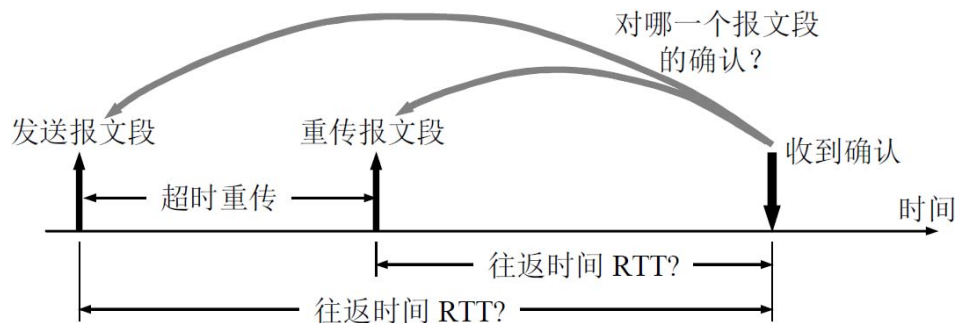 对哪一个报文段
的确认？
发送报文段
重传报文段
收到确认
超时重传
时间
往返时间 RTT?
往返时间 RTT?